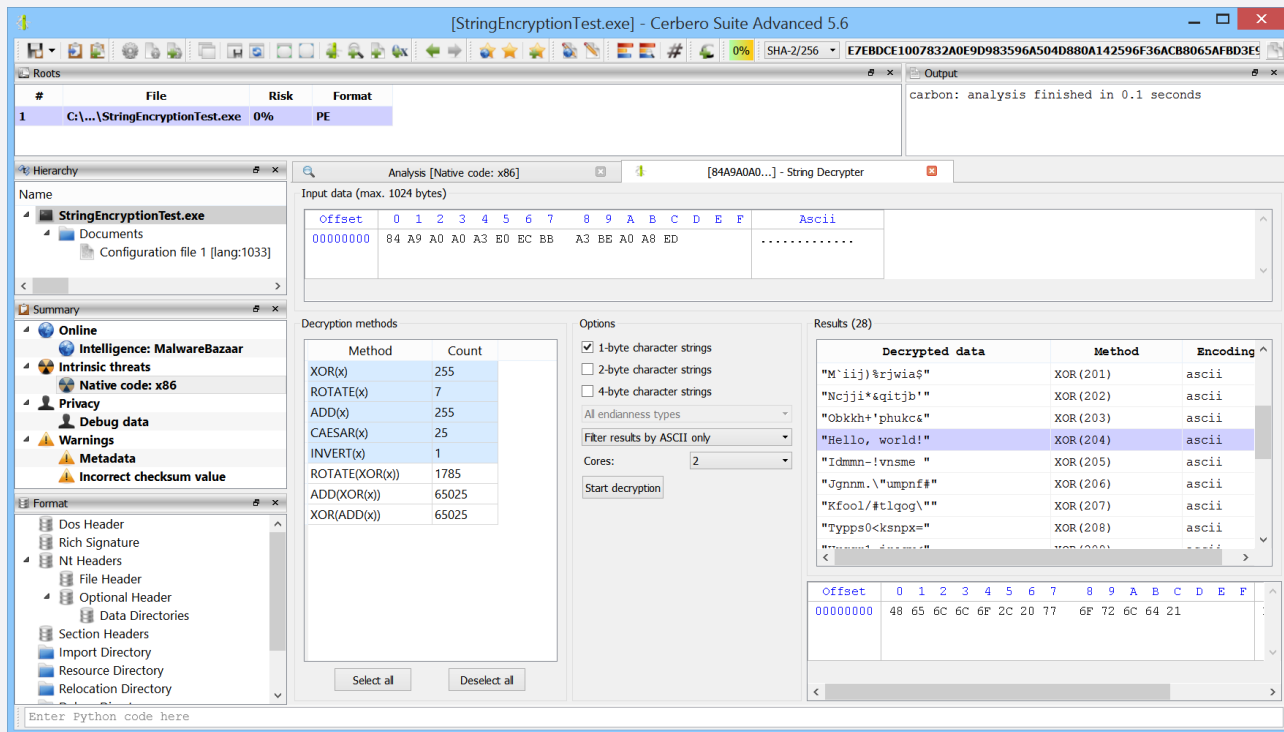 [StringEncryptionTest.exe] - Cerbero Suite Advanced 5.6
0% SHA-2/256 E7EBDCE1007832A0E9D983596A504D880A142596F36ACB8065AFBD3E
Roots
# File Risk Format
1 C:\...\StringEncryptionTest.exe 0% PE
Output
carbon: analysis finished in 0.1 seconds
Hierarchy
Name
StringEncryptionTest.exe
Documents
Configuration file 1 [lang:1033]
Summary
Online
Intelligence: MalwareBazaar
Intrinsic threats
Native code: x86
Privacy
Debug data
Warnings
Metadata
Incorrect checksum value
Format
Dos Header
Rich Signature
Nt Headers
File Header
Optional Header
Data Directories
Section Headers
Import Directory
Resource Directory
Relocation Directory
Analysis [Native code: x86]
[84A9A0A0...] - String Decrypter
Input data (max. 1024 bytes)
Offset 0 1 2 3 4 5 6 7 8 9 A B C D E F Ascii
00000000 84 A9 A0 A0 A3 E0 EC BB A3 BE A0 A8 ED .............
Decryption methods
Method Count
XOR(x) 255
ROTATE(x) 7
ADD(x) 255
CAESAR(x) 25
INVERT(x) 1
ROTATE(XOR(x)) 1785
ADD(XOR(x)) 65025
XOR(ADD(x)) 65025
Select all
Deselect all
Options
1-byte character strings
2-byte character strings
4-byte character strings
All endianness types
Filter results by ASCII only
Cores: 2
Start decryption
Results (28)
Decrypted data Method Encoding
"M`iij)%rjwia$" XOR(201) ascii
"Ncjji*&qitjb'" XOR(202) ascii
"Obkkh+'phukc&" XOR(203) ascii
"Hello, world!" XOR(204) ascii
"Idmmn-!vnsme " XOR(205) ascii
"Jgnnm.\"umpnf#" XOR(206) ascii
"Kfool/#tlqog\"" XOR(207) ascii
"Typps0<ksnpx=" XOR(208) ascii
Offset 0 1 2 3 4 5 6 7 8 9 A B C D E F
00000000 48 65 6C 6C 6F 2C 20 77 6F 72 6C 64 21
Enter Python code here